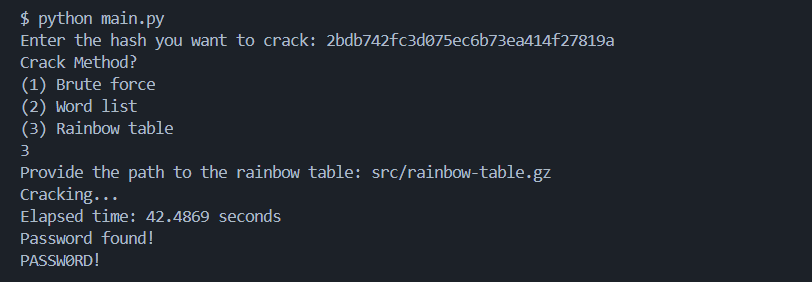 $ python main.py
Enter the hash you want to crack: 2bdb742fc3d075ec6b73ea414f27819a
Crack Method?
(1) Brute force
(2) Word list
(3) Rainbow table
3
Provide the path to the rainbow table: src/rainbow-table.gz
Cracking...
Elapsed time: 42.4869 seconds
Password found!
PASSW0RD!